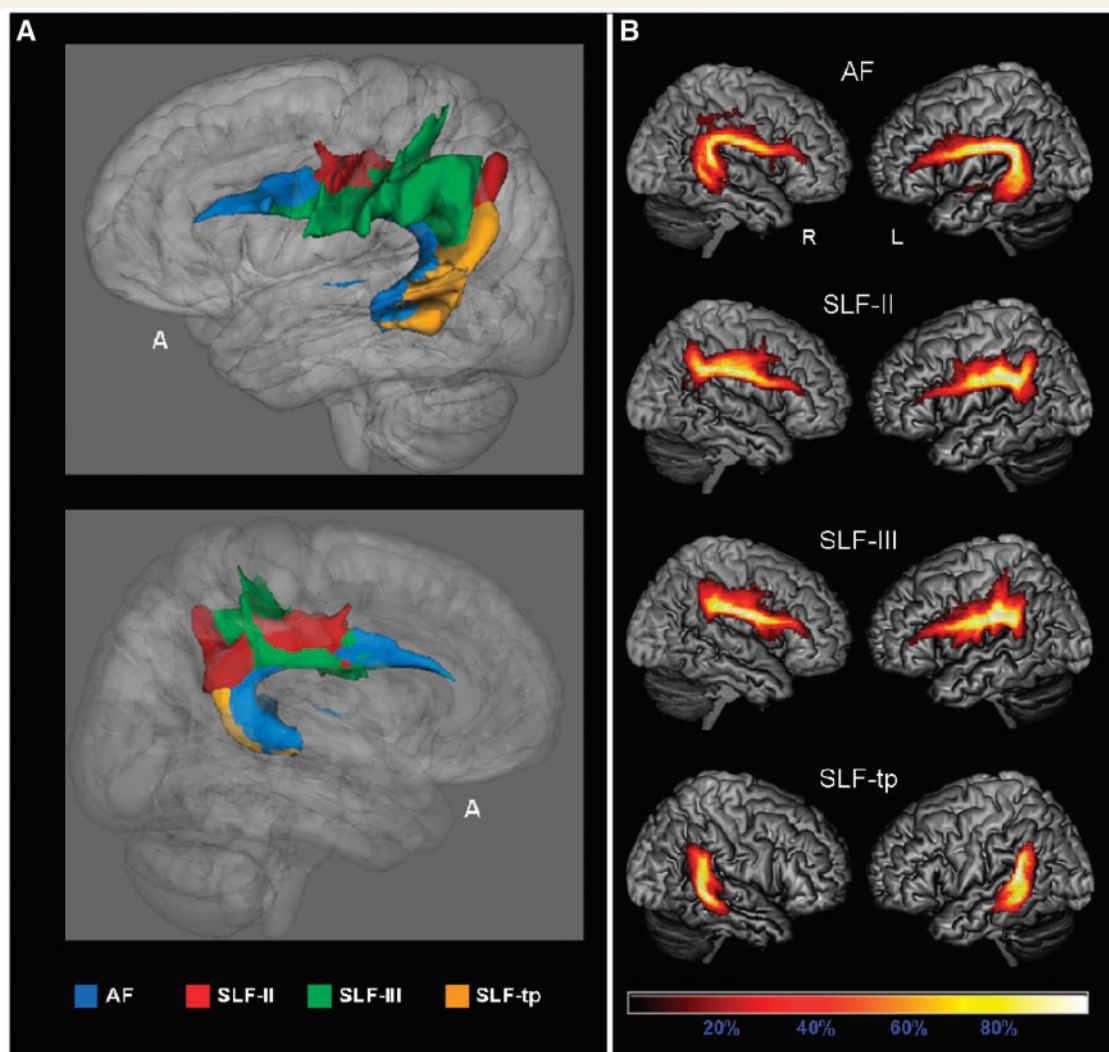 A
A
A
AF SLF-II SLF-III SLF-tp
B
AF
R L
SLF-II
SLF-III
SLF-tp
20% 40% 60% 80%